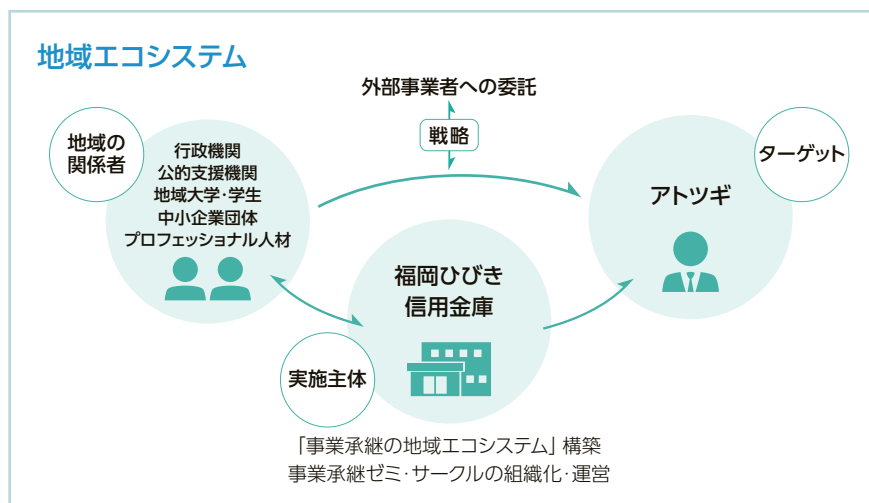 地域エコシステム
外部事業者への委託
戦略
地域の
関係者
行政機関
公的支援機関
地域大学・学生
中小企業団体
プロフェッショナル人材
ターゲット
アトツギ
福岡ひびき
信用金庫
実施主体
「事業承継の地域エコシステム」構築
事業承継ゼミ・サークルの組織化・運営